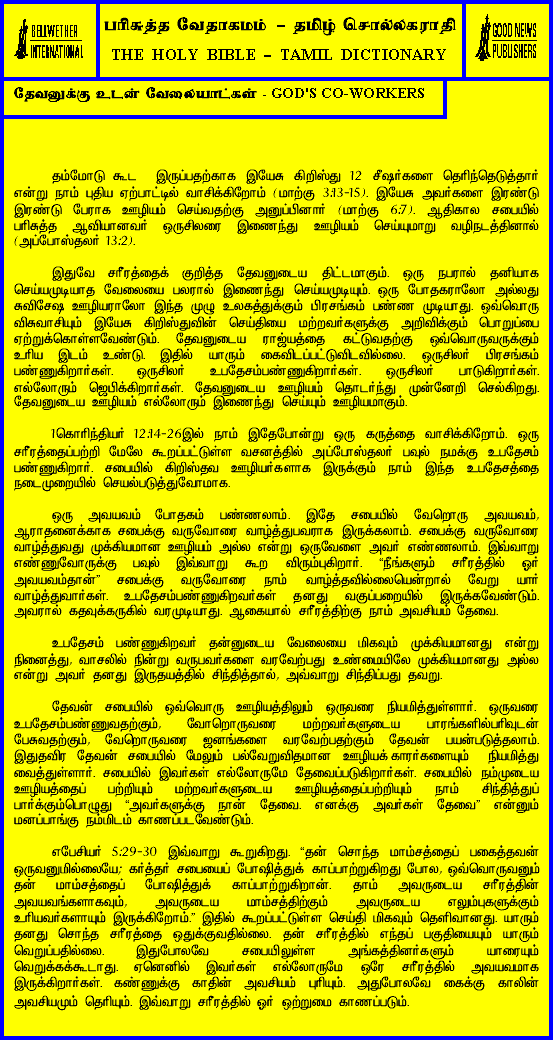 BELLWETHER
INTERNATIONAL
பரிசுத்த வேதாகமம் – தமிழ் சொல்லகராதி
THE HOLY BIBLE – TAMIL DICTIONARY
GOOD NEWS
PUBLISHERS
தேவனுக்கு உடன் வேலையாட்கள் - GOD'S CO-WORKERS
தம்மோடு கூட இருப்பதற்காக இயேசு கிறிஸ்து 12 சீஷர்களை தெரிந்தெடுத்தார்
என்று நாம் புதிய ஏற்பாட்டில் வாசிக்கிறோம் (மாற்கு 3:13-15). இயேசு அவர்களை இரண்டு
இரண்டு பேராக ஊழியம் செய்வதற்கு அனுப்பினார் (மாற்கு 6:7). ஆதிகால சபையில்
பரிசுத்த ஆவியானவர் ஒருசிலரை இணைந்து ஊழியம் செய்யுமாறு வழிநடத்தினால்
(அப்போஸ்தலர் 13:2).
இதுவே சரீரத்தைக் குறித்த தேவனுடைய திட்டமாகும். ஒரு நபரால் தனியாக
செய்யமுடியாத வேலையை பலரால் இணைந்து செய்யமுடியும். ஒரு போதகராலோ அல்லது
சுவிசேஷ ஊழியராலோ இந்த முழு உலகத்துக்கும் பிரசங்கம் பண்ண முடியாது. ஒவ்வொரு
விசுவாசியும் இயேசு கிறிஸ்துவின் செய்தியை மற்றவர்களுக்கு அறிவிக்கும் பொறுப்பை
ஏற்றுக்கொள்ளவேண்டும். தேவனுடைய ராஜ்யத்தை கட்டுவதற்கு ஒவ்வொருவருக்கும்
உரிய இடம் உண்டு. இதில் யாரும் கைவிடப்பட்டுவிடவில்லை. ஒருசிலர் பிரசங்கம்
பண்ணுகிறார்கள். ஒருசிலர் உபதேசம்பண்ணுகிறார்கள். ஒருசிலர் பாடுகிறார்கள்.
எல்லோரும் ஜெபிக்கிறார்கள். தேவனுடைய ஊழியம் தொடர்ந்து முன்னேறி செல்கிறது.
தேவனுடைய ஊழியம் எல்லோரும் இணைந்து செய்யும் ஊழியமாகும்.
1கொரிந்தியர் 12:14-26இல் நாம் இதேபோன்று ஒரு கருத்தை வாசிக்கிறோம். ஒரு
சரீரத்தைப்பற்றி மேலே கூறப்பட்டுள்ள வசனத்தில் அப்போஸ்தலர் பவுல் நமக்கு உபதேசம்
பண்ணுகிறார். சபையில் கிறிஸ்தவ ஊழியர்களாக இருக்கும் நாம் இந்த உபதேசத்தை
நடைமுறையில் செயல்படுத்துவோமாக.
ஒரு அவயவம் போதகம் பண்ணலாம். இதே சபையில் வேறொரு அவயவம்,
ஆராதனைக்காக சபைக்கு வருவோரை வாழ்த்துபவராக இருக்கலாம். சபைக்கு வருவோரை
வாழ்த்துவது முக்கியமான ஊழியம் அல்ல என்று ஒருவேளை அவர் எண்ணலாம். இவ்வாறு
எண்ணுவோருக்கு பவுல் இவ்வாறு கூற விரும்புகிறார். “நீங்களும் சரீரத்தில் ஓர்
அவயவம்தான்” சபைக்கு வருவோரை நாம் வாழ்த்தவில்லையென்றால் வேறு யார்
வாழ்த்துவார்கள். உபதேசம்பண்ணுகிறவர்கள் தனது வகுப்பறையில் இருக்கவேண்டும்.
அவரால் கதவுக்கருகில் வரமுடியாது. ஆகையால் சரீரத்திற்கு நாம் அவசியம் தேவை.
உபதேசம் பண்ணுகிறவர் தன்னுடைய வேலையை மிகவும் முக்கியமானது என்று
நினைத்து, வாசலில் நின்று வருபவர்களை வரவேற்பது உண்மையிலே முக்கியமானது அல்ல
என்று அவர் தனது இருதயத்தில் சிந்தித்தால், அவ்வாறு சிந்திப்பது தவறு.
தேவன் சபையில் ஒவ்வொரு ஊழியத்திலும் ஒருவரை நியமித்துள்ளார். ஒருவரை
உபதேசம்பண்ணுவதற்கும், வேறொருவரை மற்றவர்களுடைய பாரங்களில்பரிவுடன்
பேசுவதற்கும், வேறொருவரை ஜனங்களை வரவேற்பதற்கும் தேவன் பயன்படுத்தலாம்.
இதுதவிர தேவன் சபையில் மேலும் பல்வேறுவிதமான ஊழியக்காரர்களையும் நியமித்து
வைத்துள்ளார். சபையில் இவர்கள் எல்லோருமே தேவைப்படுகிறார்கள். சபையில் நம்முடைய
ஊழியத்தைப் பற்றியும் மற்றவர்களுடைய ஊழியத்தைப்பற்றியும் நாம் சிந்தித்துப்
பார்க்கும்பொழுது “அவர்களுக்கு நான் தேவை. எனக்கு அவர்கள் தேவை” என்னும்
மனப்பாங்கு நம்மிடம் காணப்படவேண்டும்.
எபேசியர் 5:29-30 இவ்வாறு கூறுகிறது. “தன் சொந்த மாம்சத்தைப் பகைத்தவன்
ஒருவனுமில்லையே; கர்த்தர் சபையைப் போஷித்துக் காப்பாற்றுகிறது போல, ஒவ்வொருவனும்
தன் மாம்சத்தைப் போஷித்துக் காப்பாற்றுகிறான். நாம் அவருடைய சரீரத்தின்
அவயவங்களாகவும், அவருடைய மாம்சத்திற்கும் அவருடைய எலும்புகளுக்கும்
உரியவர்களாயும் இருக்கிறோம்.” இதில் கூறப்பட்டுள்ள செய்தி மிகவும் தெளிவானது. யாரும்
தனது சொந்த சரீரத்தை ஒதுக்குவதில்லை. தன் சரீரத்தில் எந்தப் பகுதியையும் யாரும்
வெறுப்பதில்லை. இதுபோலவே சபையிலுள்ள அங்கத்தினர்களும் யாரையும்
வெறுக்கக்கூடாது. ஏனெனில் இவர்கள் எல்லோருமே ஒரே சரீரத்தில் அவயவமாக
இருக்கிறார்கள். கண்ணுக்கு காதின் அவசியம் புரியும். அதுபோலவே கைக்கு காலின்
அவசியமும் தெரியும். இவ்வாறு சரீரத்தில் ஓர் ஒற்றுமை காணப்படும்.